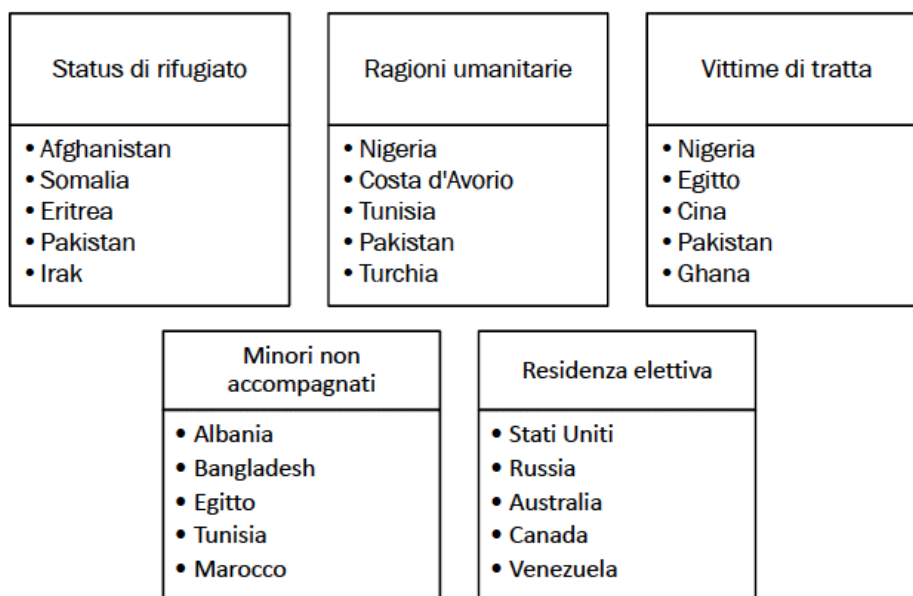 Status di rifugiato
• Afghanistan
• Somalia
• Eritrea
• Pakistan
• Irak
Ragioni umanitarie
• Nigeria
• Costa d'Avorio
• Tunisia
• Pakistan
• Turchia
Vittime di tratta
• Nigeria
• Egitto
• Cina
• Pakistan
• Ghana
Minori non
accompagnati
• Albania
• Bangladesh
• Egitto
• Tunisia
• Marocco
Residenza elettiva
• Stati Uniti
• Russia
• Australia
• Canada
• Venezuela